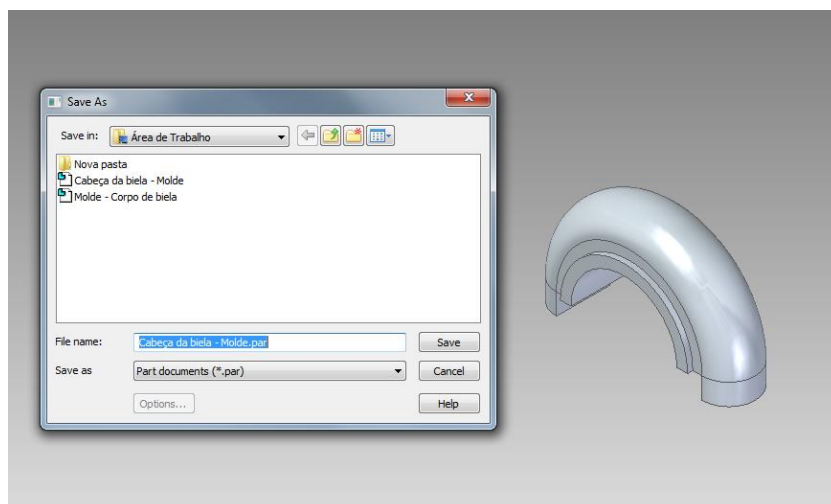 Save As
Save in: Área de Trabalho
Nova pasta
Cabeça da biela - Molde
Molde - Corpo de biela
File name: Cabeça da biela - Molde.par Save
Save as Part documents (*.par) Cancel
Options... Help